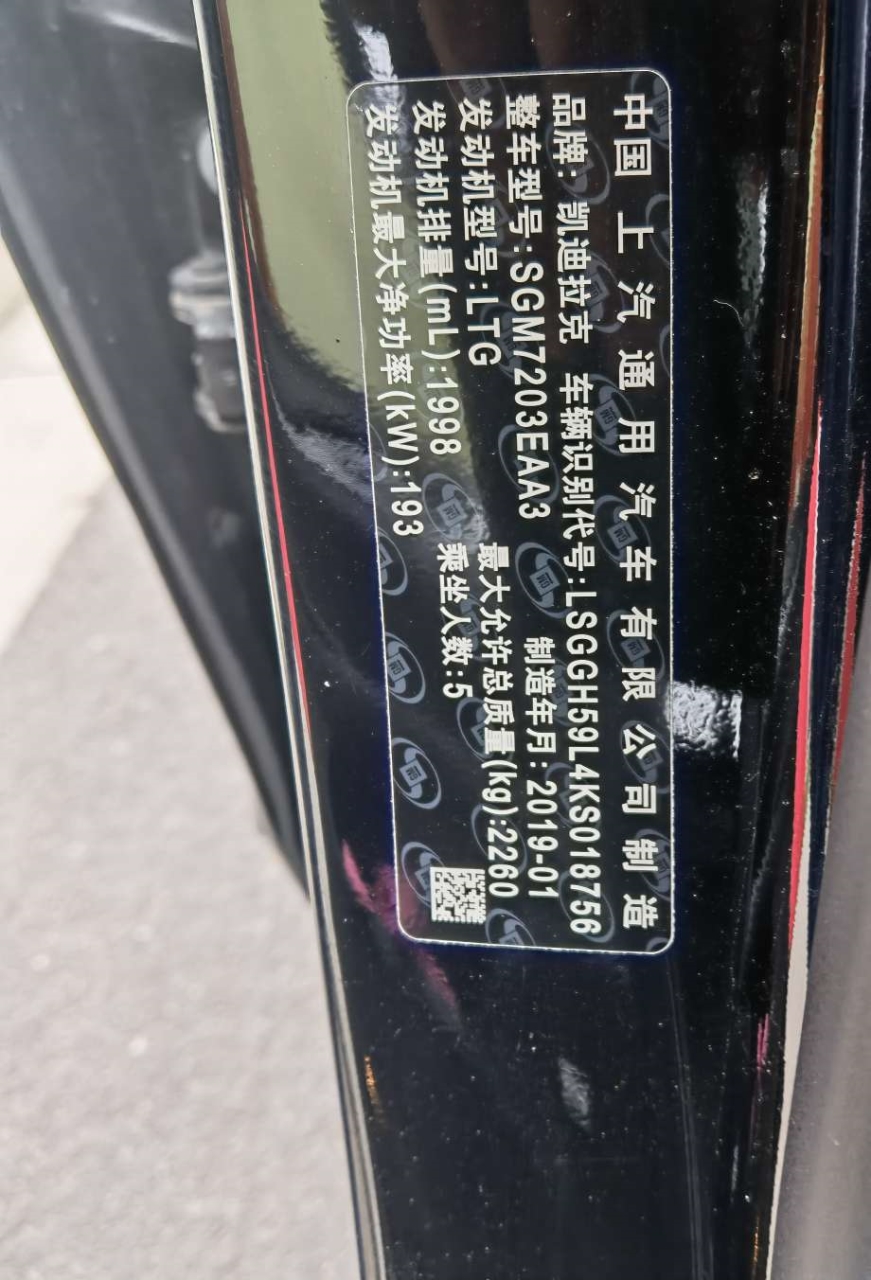 中国上汽通用汽车有限公司制造
品牌:凯迪拉克 车辆识别代号:LSGGH59L4KS018756
整车型号:SGM7203EAA3 制造年月:2019-01
发动机型号:LTG 最大允许总质量(kg):2260
发动机排量(mL):1998 乘坐人数:5
发动机最大净功率(kW):193